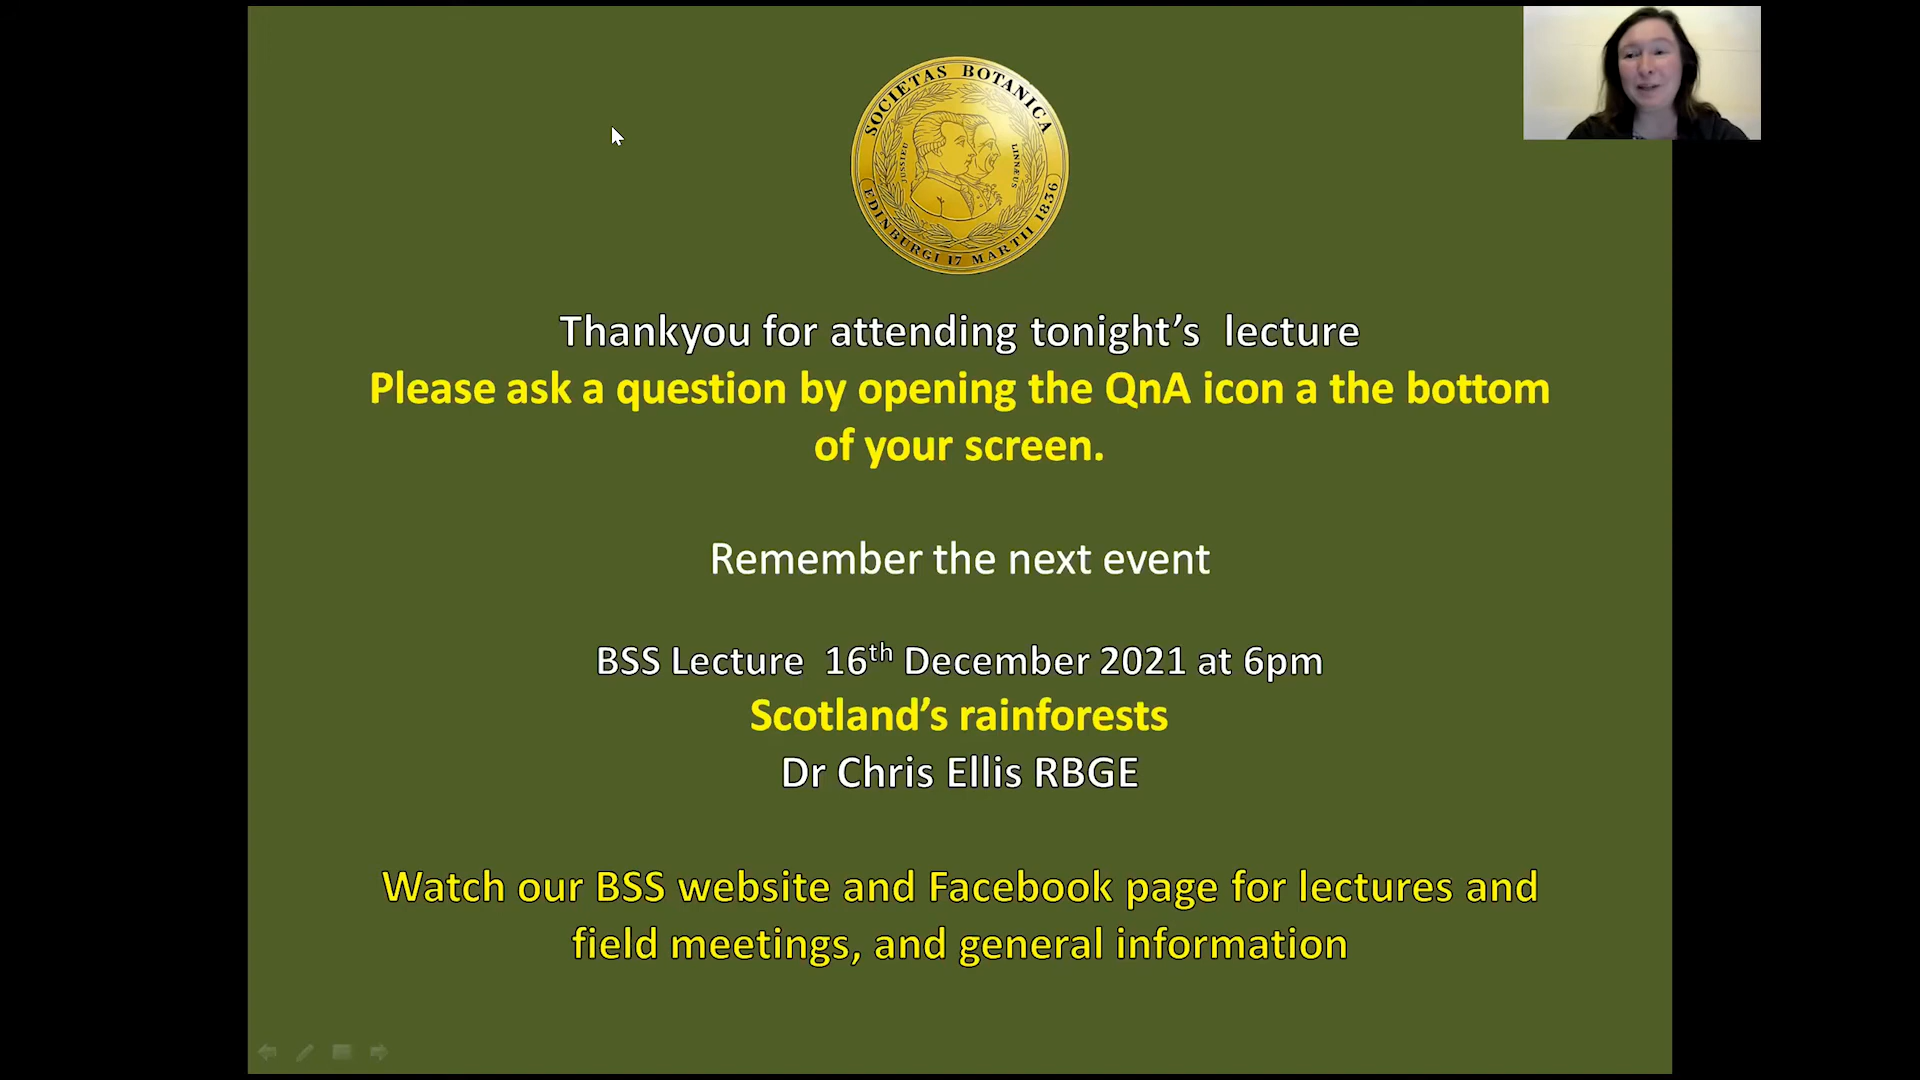 SOCIETAS BOTANICA
JUSSIEU
LINNÆUS
EDINBURGI 17 MARTII 1836
Thankyou for attending tonight’s lecture
Please ask a question by opening the QnA icon a the bottom
of your screen.
Remember the next event
BSS Lecture 16th December 2021 at 6pm
Scotland’s rainforests
Dr Chris Ellis RBGE
Watch our BSS website and Facebook page for lectures and
field meetings, and general information